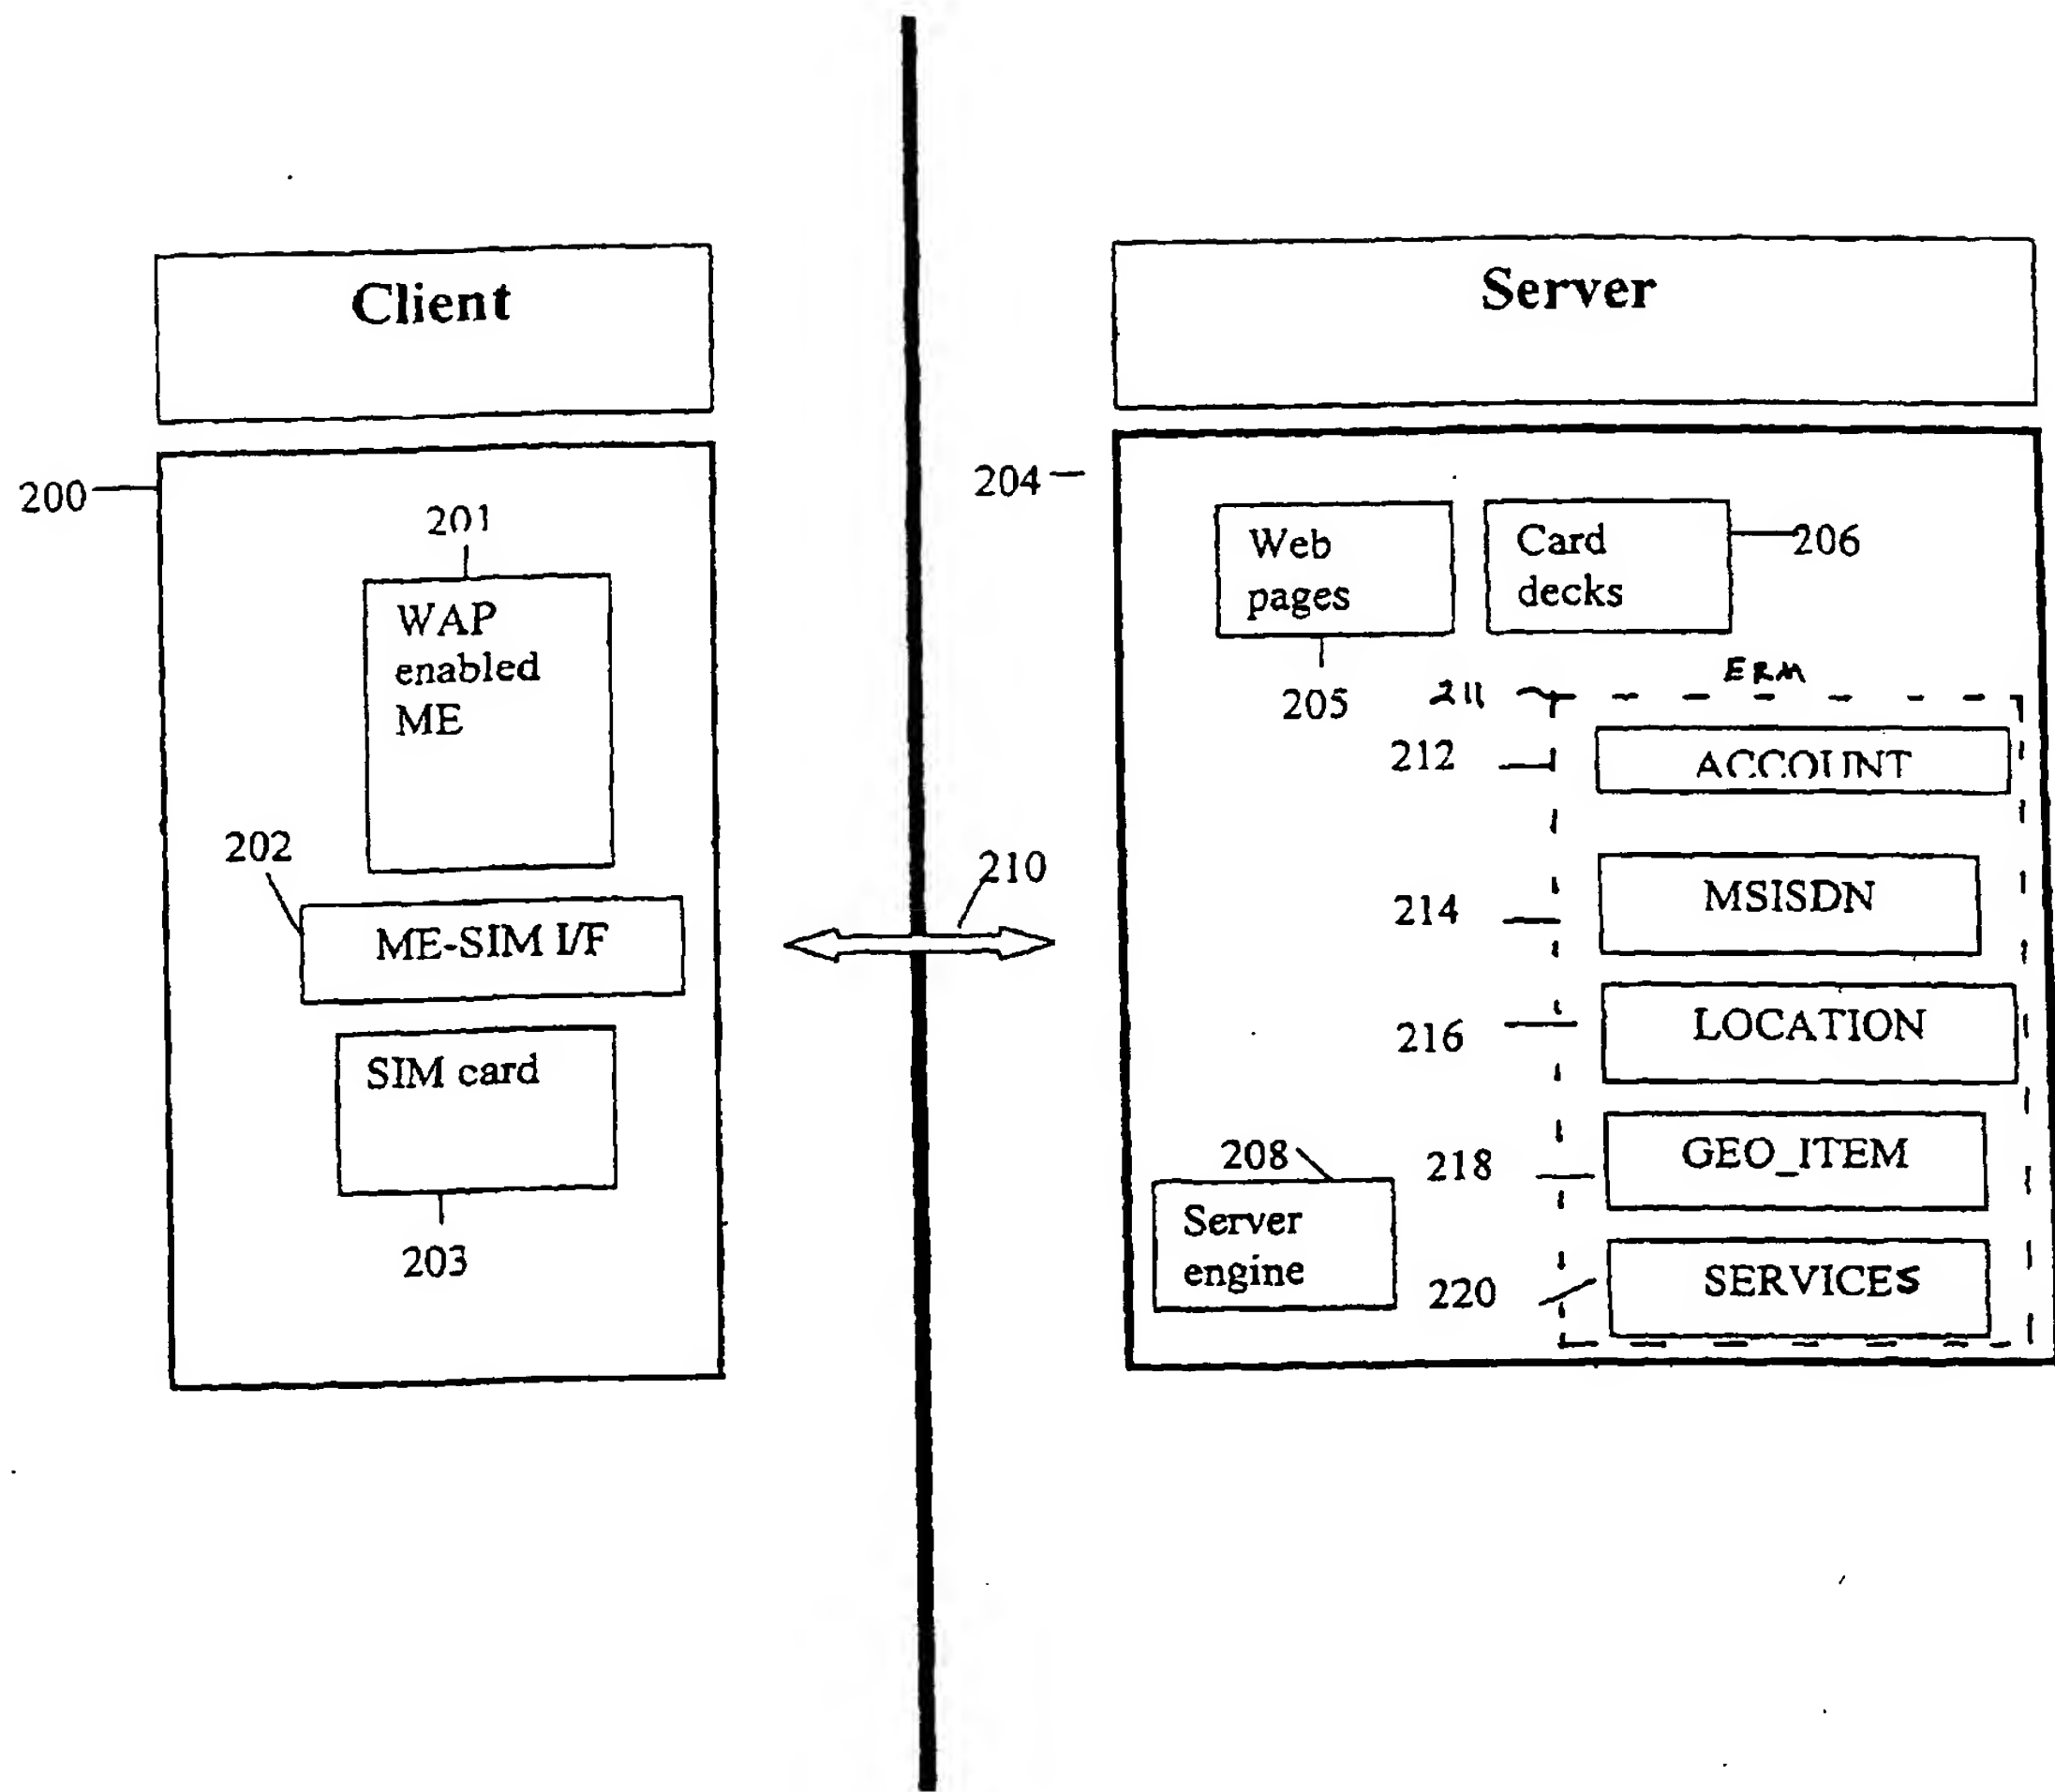 Client
Server
200
201
WAP
enabled
ME
202
ME-SIM I/F
SIM card
203
210
204
Web
pages
205
Card
decks
206
ERM
211
212
ACCOUNT
214
MSISDN
216
LOCATION
218
GEO_ITEM
220
SERVICES
208
Server
engine